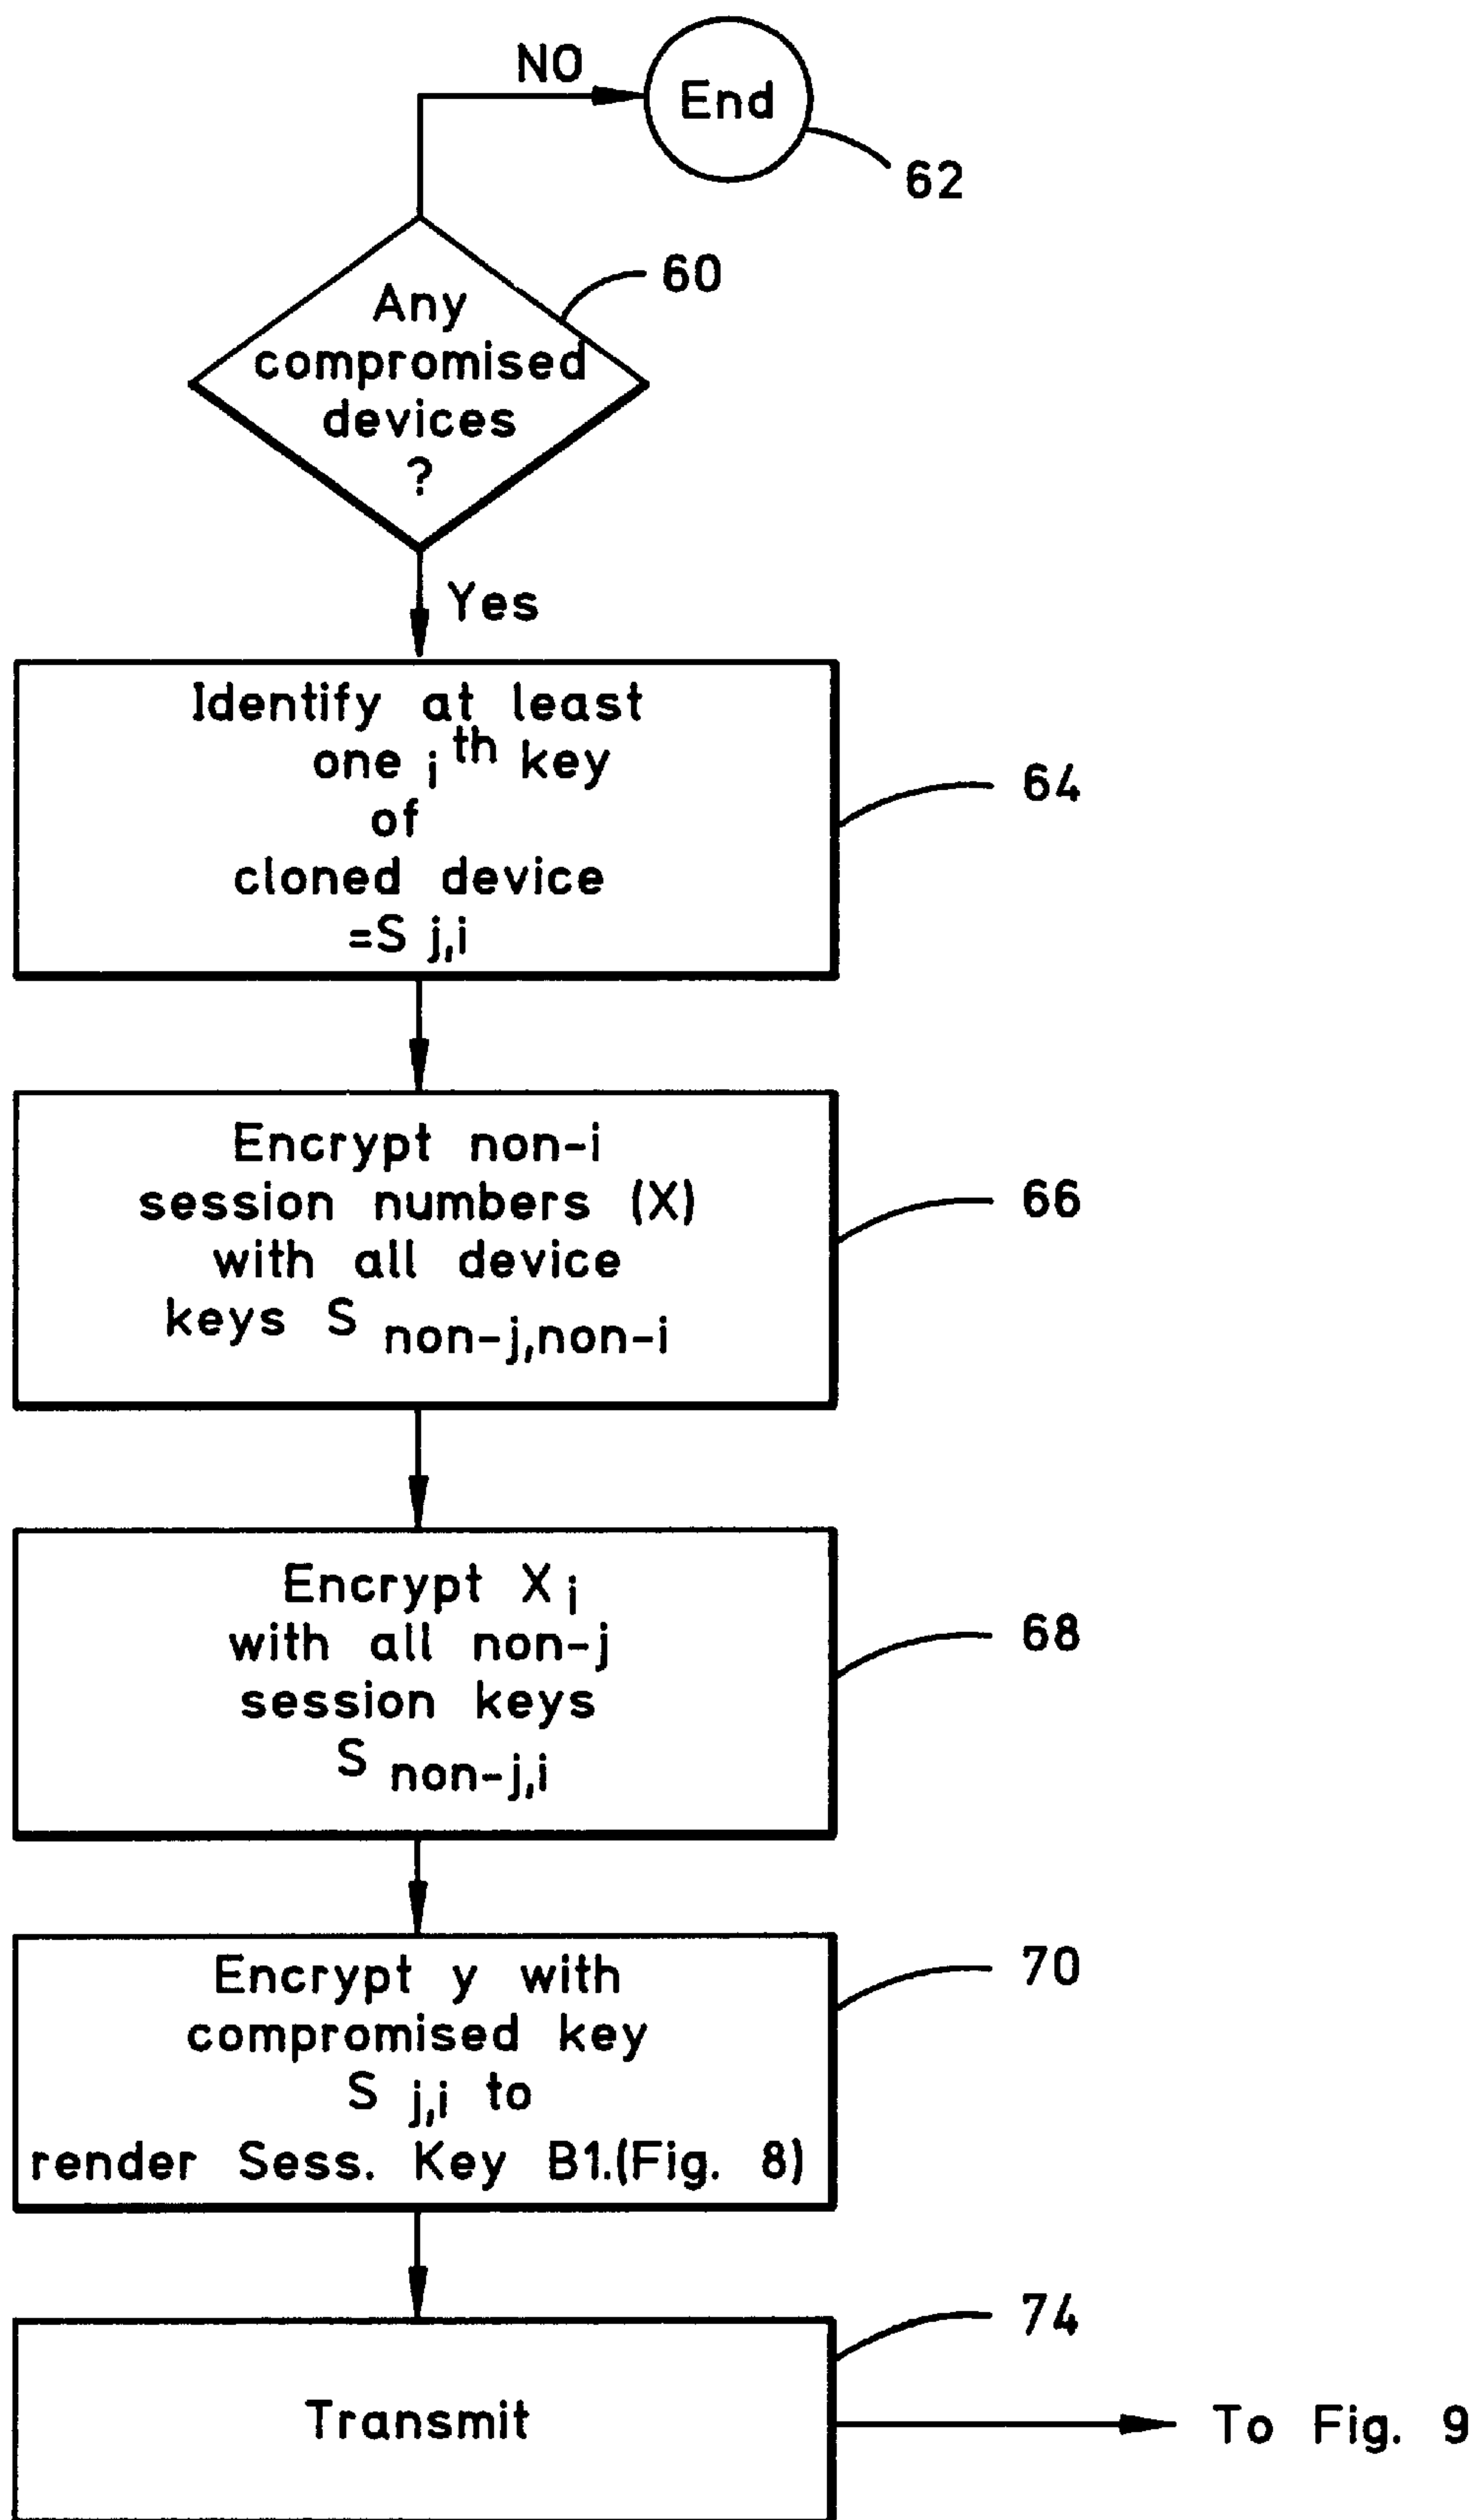 NO
End
62
60
Any
compromised
devices
?
Yes
Identify at least
one i th key
of
cloned device
=S j,i
64
Encrypt non-i
session numbers (X)
with all device
keys S non-j,non-i
66
Encrypt X i
with all non-j
session keys
S non-j,i
68
Encrypt y with
compromised key
S j,i to
render Sess. Key B1.(Fig. 8)
70
Transmit
74
To Fig. 9